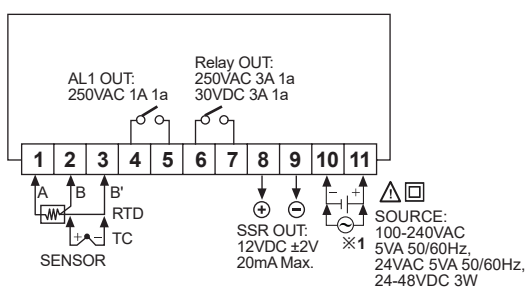 Relay OUT:
250VAC 3A 1a
30VDC 3A 1a
AL1 OUT:
250VAC 1A 1a
1 2 3 4 5 6 7 8 9 10 11
A B B'
RTD
+ - TC
SENSOR
+ -
SSR OUT:
12VDC ±2V
20mA Max.
- +
※1
SOURCE:
100-240VAC
5VA 50/60Hz,
24VAC 5VA 50/60Hz,
24-48VDC 3W